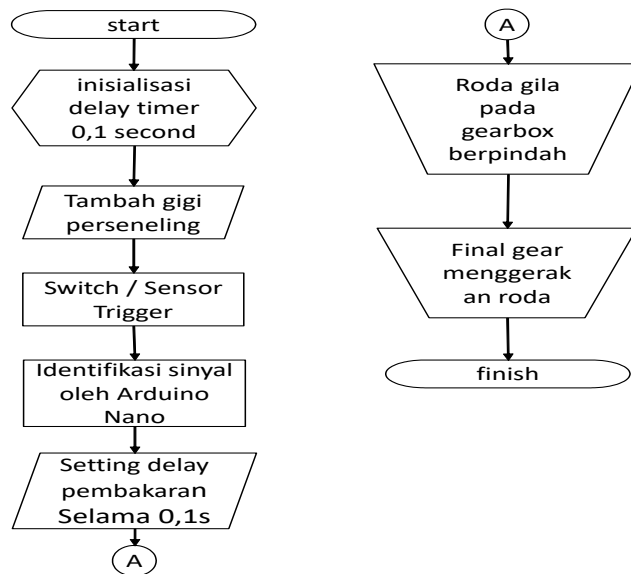 start
inisialisasi
delay timer
0,1 second
Tambah gigi
perseneling
Switch / Sensor
Trigger
Identifikasi sinyal
oleh Arduino
Nano
Setting delay
pembakaran
Selama 0,1s
A
A
Roda gila
pada
gearbox
berpindah
Final gear
menggerak
an roda
finish